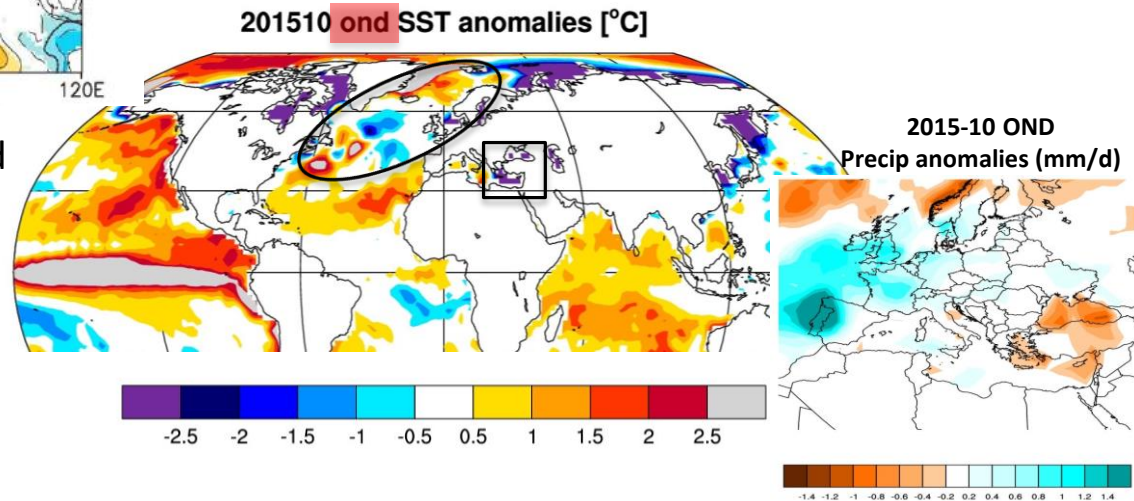 201510 ond SST anomalies [°C]
120E
d
2015-10 OND
Precip anomalies (mm/d)
-2.5 -2 -1.5 -1 -0.5 0.5 1 1.5 2 2.5
-1.4 -1.2 -1 -0.8 -0.6 -0.4 -0.2 0.2 0.4 0.6 0.8 1 1.2 1.4